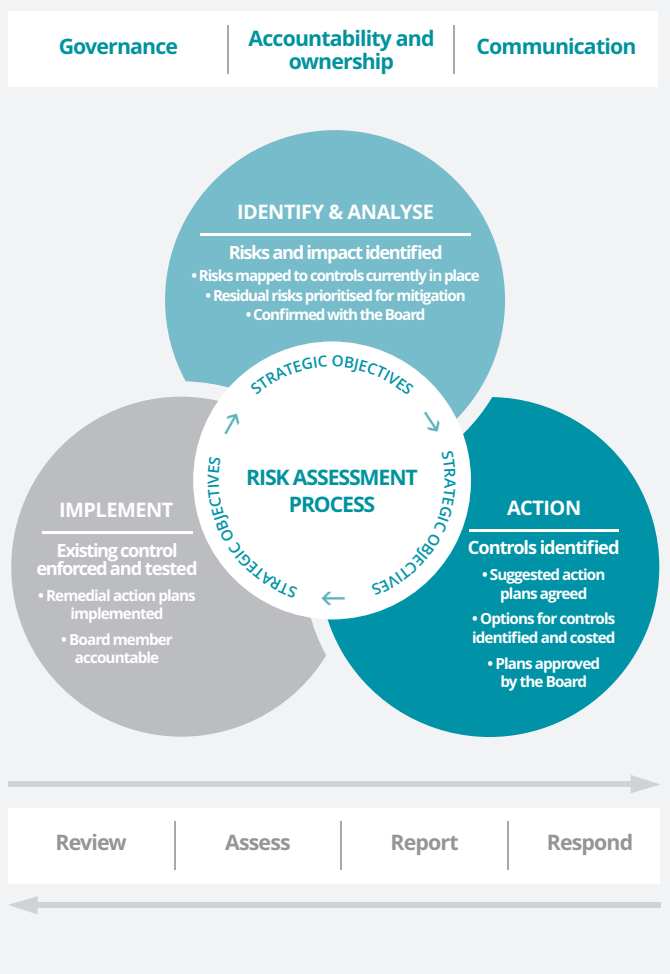 Governance
Accountability and
ownership
Communication
IDENTIFY & ANALYSE
Risks and impact identified
• Risks mapped to controls currently in place
• Residual risks prioritised for mitigation
• Confirmed with the Board
STRATEGIC OBJECTIVES
STRATEGIC OBJECTIVES
STRATEGIC OBJECTIVES
RISK ASSESSMENT
PROCESS
IMPLEMENT
Existing control
enforced and tested
• Remedial action plans
implemented
• Board member
accountable
ACTION
Controls identified
• Suggested action
plans agreed
• Options for controls
identified and costed
• Plans approved
by the Board
Review
Assess
Report
Respond